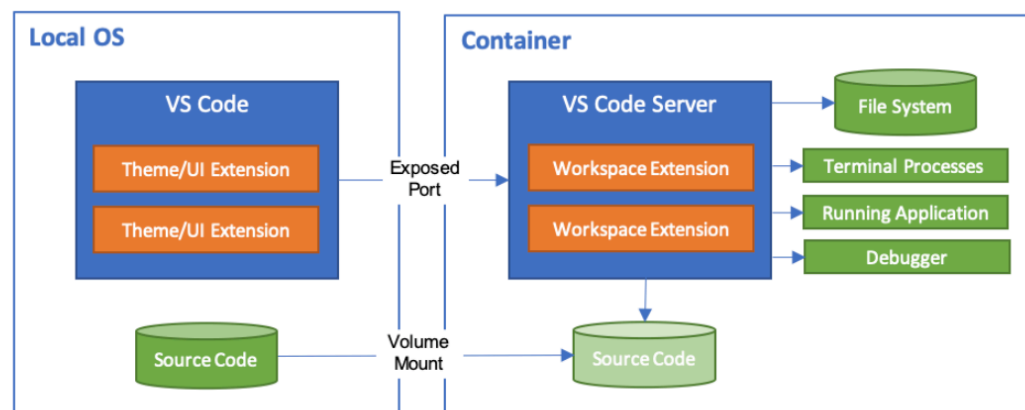 Local OS
VS Code
Theme/UI Extension
Theme/UI Extension
Source Code
Exposed
Port
Volume
Mount
Container
VS Code Server
Workspace Extension
Workspace Extension
Source Code
File System
Terminal Processes
Running Application
Debugger